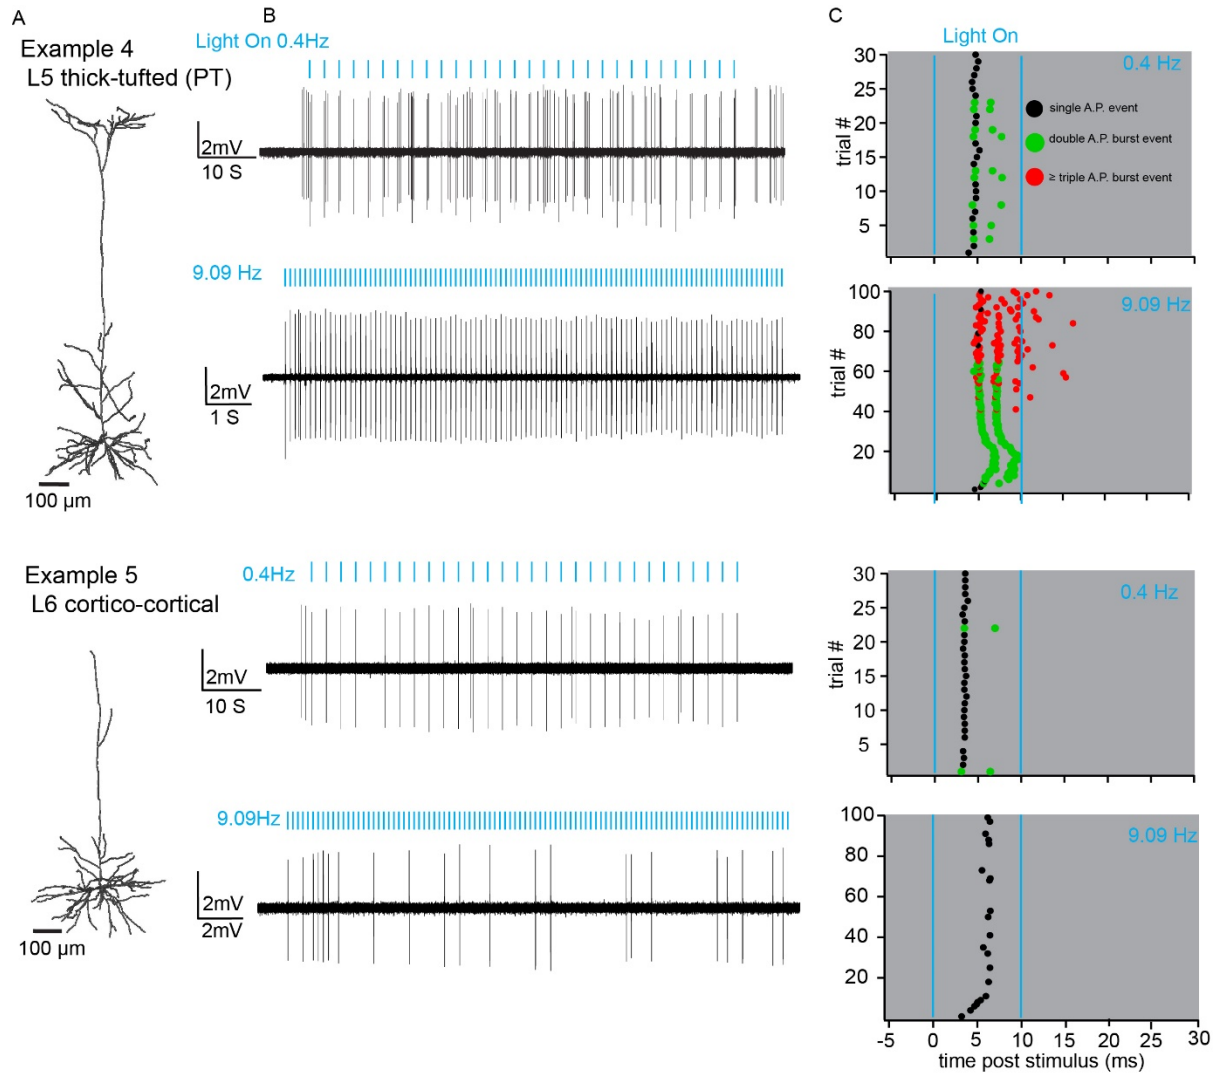 A
B
C
Example 4
L5 thick-tufted (PT)
100 µm
Light On 0.4Hz
2mV
10 S
9.09 Hz
2mV
1 S
Light On
0.4 Hz
30
25
20
15
10
5
trial #
single A.P. event
double A.P. burst event
≥ triple A.P. burst event
9.09 Hz
100
80
60
40
20
trial #
Example 5
L6 cortico-cortical
100 µm
0.4Hz
2mV
10 S
9.09Hz
2mV
2mV
0.4 Hz
30
25
20
15
10
5
trial #
9.09 Hz
100
80
60
40
20
-5 0 5 10 15 20 25 30
time post stimulus (ms)